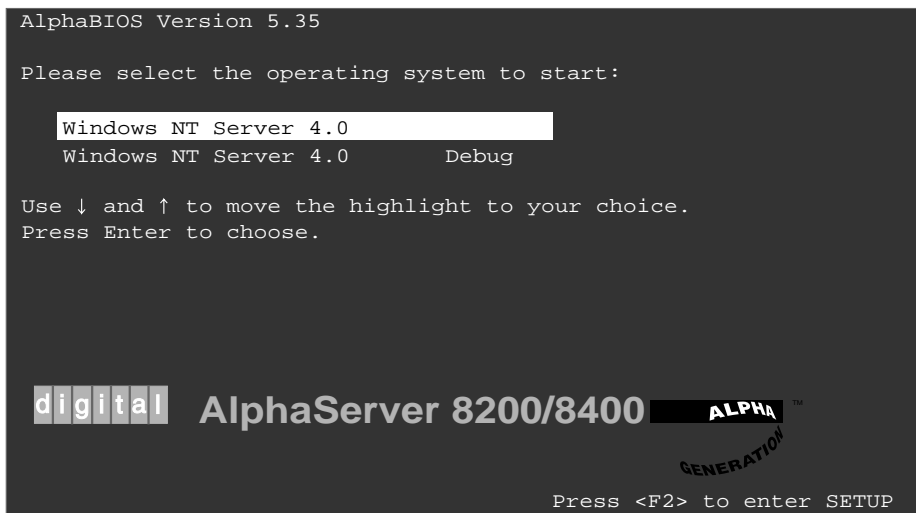 AlphaBIOS Version 5.35
Please select the operating system to start:
Windows NT Server 4.0
Windows NT Server 4.0 Debug
Use ↓ and ↑ to move the highlight to your choice.
Press Enter to choose.
digital AlphaServer 8200/8400 ALPHA ™
GENERATION
Press <F2> to enter SETUP